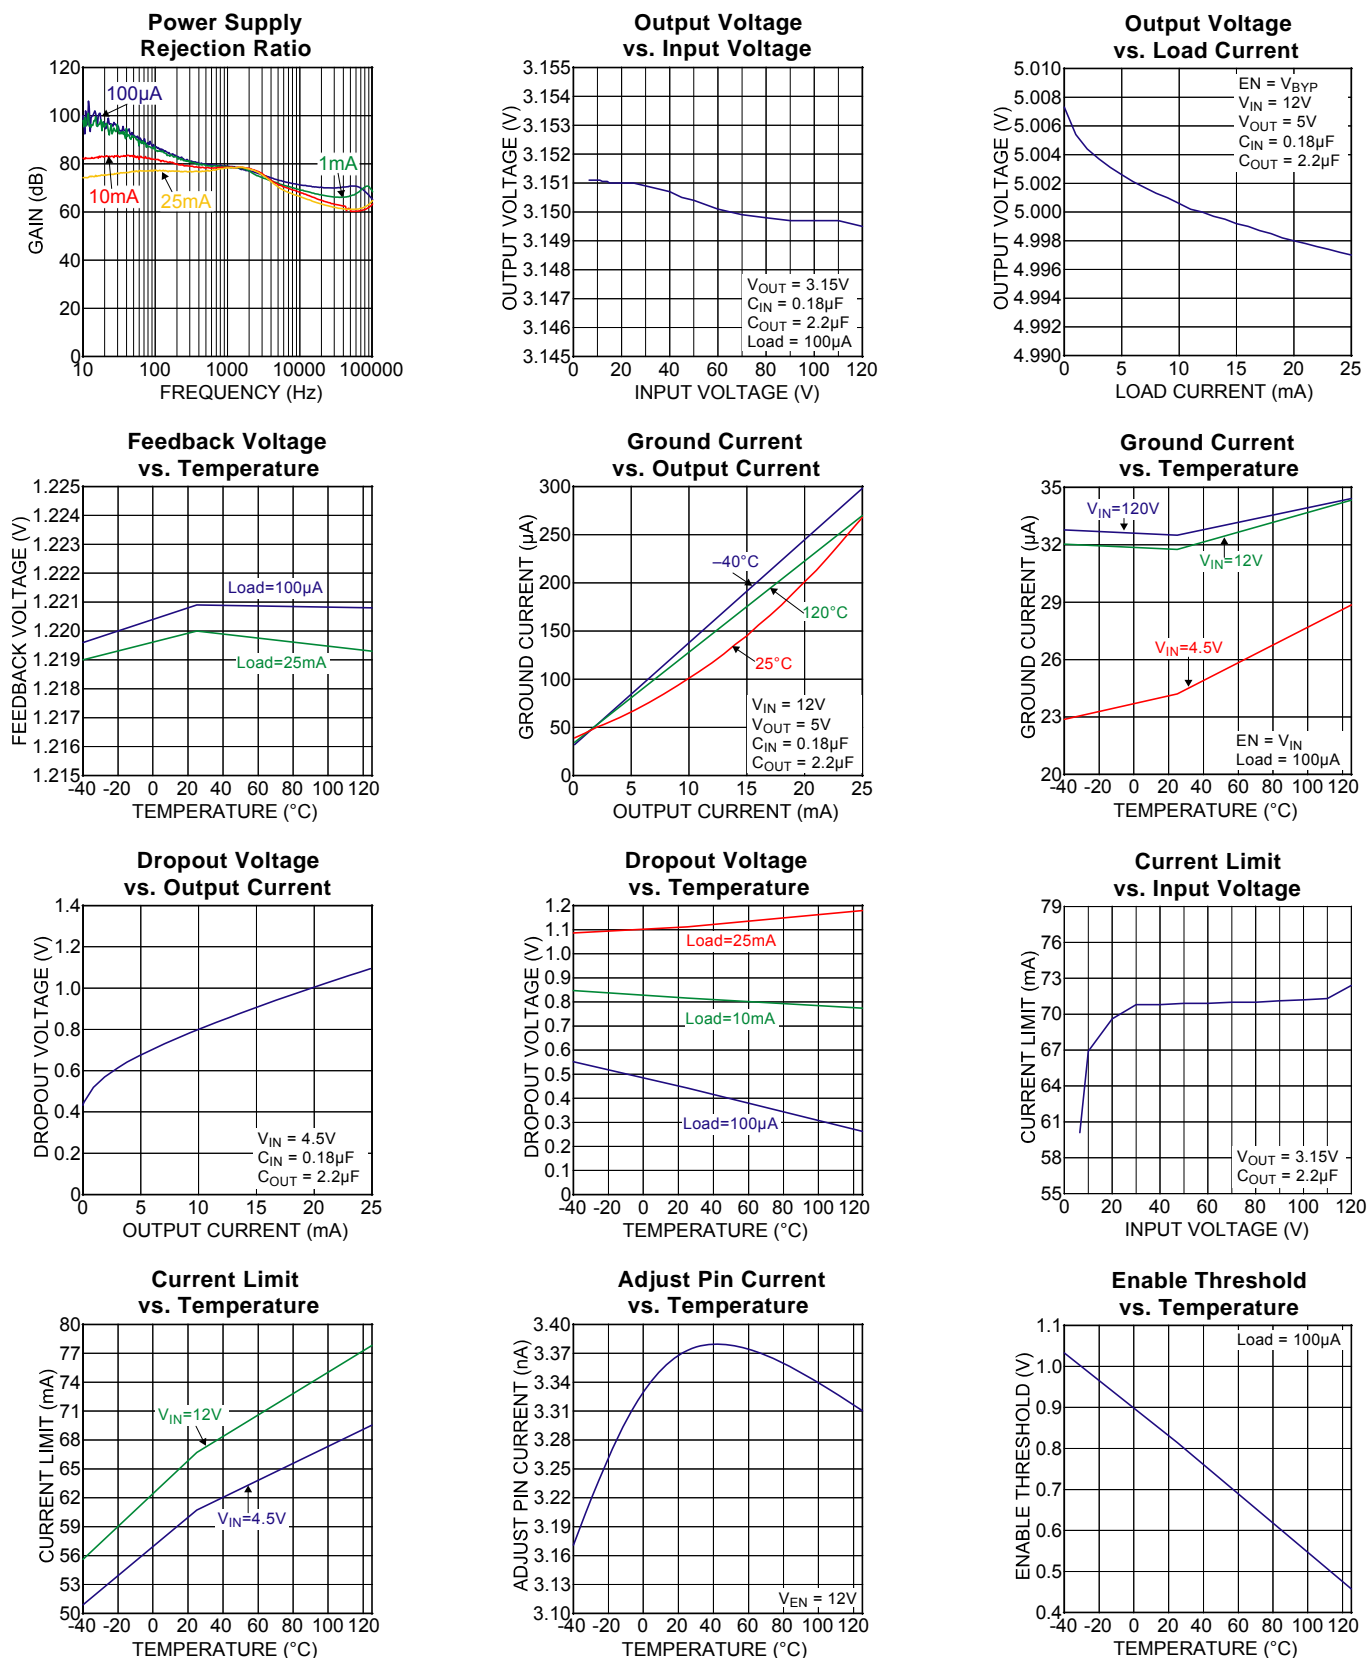 Power Supply
Rejection Ratio
120
100
80
60
40
20
0
GAIN (dB)
100µA
1mA
10mA
25mA
10 100 1000 10000 100000
FREQUENCY (Hz)
Output Voltage
vs. Input Voltage
3.155
3.154
3.153
3.152
3.151
3.150
3.149
3.148
3.147
3.146
3.145
OUTPUT VOLTAGE (V)
VOUT = 3.15V
CIN = 0.18µF
COUT = 2.2µF
Load = 100µA
0 20 40 60 80 100 120
INPUT VOLTAGE (V)
Output Voltage
vs. Load Current
5.010
5.008
5.006
5.004
5.002
5.000
4.998
4.996
4.994
4.992
4.990
OUTPUT VOLTAGE (V)
EN = VBYP
VIN = 12V
VOUT = 5V
CIN = 0.18µF
COUT = 2.2µF
0 5 10 15 20 25
LOAD CURRENT (mA)
Feedback Voltage
vs. Temperature
1.225
1.224
1.223
1.222
1.221
1.220
1.219
1.218
1.217
1.216
1.215
FEEDBACK VOLTAGE (V)
Load=100µA
Load=25mA
-40 -20 0 20 40 60 80 100 120
TEMPERATURE (°C)
Ground Current
vs. Output Current
300
250
200
150
100
50
0
GROUND CURRENT (µA)
–40°C
120°C
25°C
VIN = 12V
VOUT = 5V
CIN = 0.18µF
COUT = 2.2µF
0 5 10 15 20 25
OUTPUT CURRENT (mA)
Ground Current
vs. Temperature
35
32
29
26
23
20
GROUND CURRENT (µA)
VIN=120V
VIN=12V
VIN=4.5V
EN = VIN
Load = 100µA
-40 -20 0 20 40 60 80 100 120
TEMPERATURE (°C)
Dropout Voltage
vs. Output Current
1.4
1.2
1.0
0.8
0.6
0.4
0.2
0
DROPOUT VOLTAGE (V)
VIN = 4.5V
CIN = 0.18µF
COUT = 2.2µF
0 5 10 15 20 25
OUTPUT CURRENT (mA)
Dropout Voltage
vs. Temperature
1.2
1.1
1.0
0.9
0.8
0.7
0.6
0.5
0.4
0.3
0.2
0.1
0
DROPOUT VOLTAGE (V)
Load=25mA
Load=10mA
Load=100µA
-40 -20 0 20 40 60 80 100 120
TEMPERATURE (°C)
Current Limit
vs. Input Voltage
79
76
73
70
67
64
61
58
55
CURRENT LIMIT (mA)
VOUT = 3.15V
COUT = 2.2µF
0 20 40 60 80 100 120
INPUT VOLTAGE (V)
Current Limit
vs. Temperature
80
77
74
71
68
65
62
59
56
53
50
CURRENT LIMIT (mA)
VIN=12V
VIN=4.5V
-40 -20 0 20 40 60 80 100 120
TEMPERATURE (°C)
Adjust Pin Current
vs. Temperature
3.40
3.37
3.34
3.31
3.28
3.25
3.22
3.19
3.16
3.13
3.10
ADJUST PIN CURRENT (nA)
VEN = 12V
-40 -20 0 20 40 60 80 100 120
TEMPERATURE (°C)
Enable Threshold
vs. Temperature
1.1
1.0
0.9
0.8
0.7
0.6
0.5
0.4
ENABLE THRESHOLD (V)
Load = 100µA
-40 -20 0 20 40 60 80 100 120
TEMPERATURE (°C)